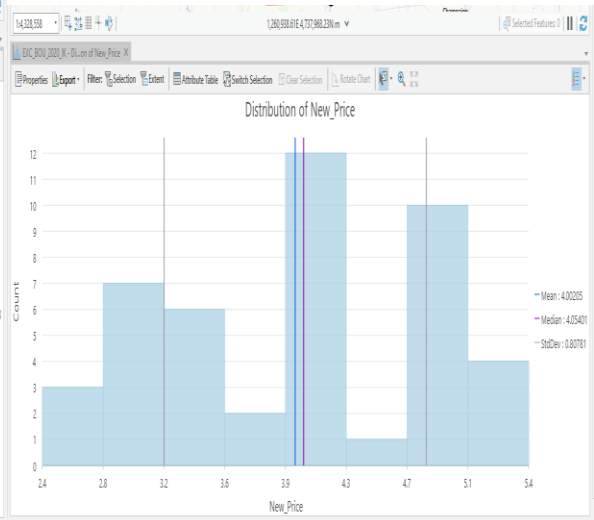 1:4,328,558
1,260,938.61E 4,737,968.23N m
Selected Features: 0
EXC_BOU_2020_IK - Di...on of New_Price X
Properties Export Filter: Selection Extent Attribute Table Switch Selection Clear Selection Rotate Chart
Distribution of New_Price
12
11
10
9
8
7
6
5
4
3
2
1
0
Count
Mean : 4.00205
Median : 4.05401
StdDev : 0.80781
2.4 2.8 3.2 3.6 3.9 4.3 4.7 5.1 5.4
New_Price